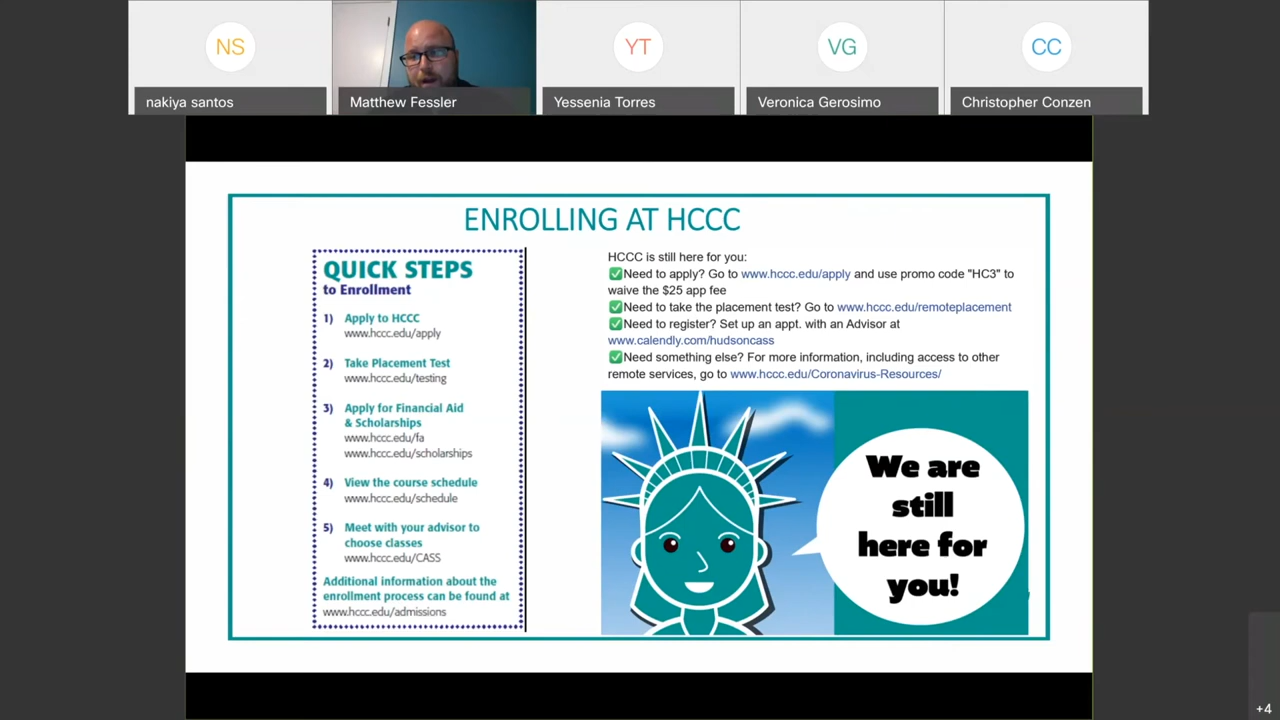 NS
YT
VG
CC
nakiya santos
Matthew Fessler
Yessenia Torres
Veronica Gerosimo
Christopher Conzen
ENROLLING AT HCCC
QUICK STEPS
to Enrollment
1) Apply to HCCC
www.hccc.edu/apply
2) Take Placement Test
www.hccc.edu/testing
3) Apply for Financial Aid
& Scholarships
www.hccc.edu/fa
www.hccc.edu/scholarships
4) View the course schedule
www.hccc.edu/schedule
5) Meet with your advisor to
choose classes
www.hccc.edu/CASS
Additional information about the
enrollment process can be found at
www.hccc.edu/admissions
HCCC is still here for you:
✅Need to apply? Go to www.hccc.edu/apply and use promo code "HC3" to
waive the $25 app fee
✅Need to take the placement test? Go to www.hccc.edu/remoteplacement
✅Need to register? Set up an appt. with an Advisor at
www.calendly.com/hudsoncass
✅Need something else? For more information, including access to other
remote services, go to www.hccc.edu/Coronavirus-Resources/
We are
still
here for
you!
+4